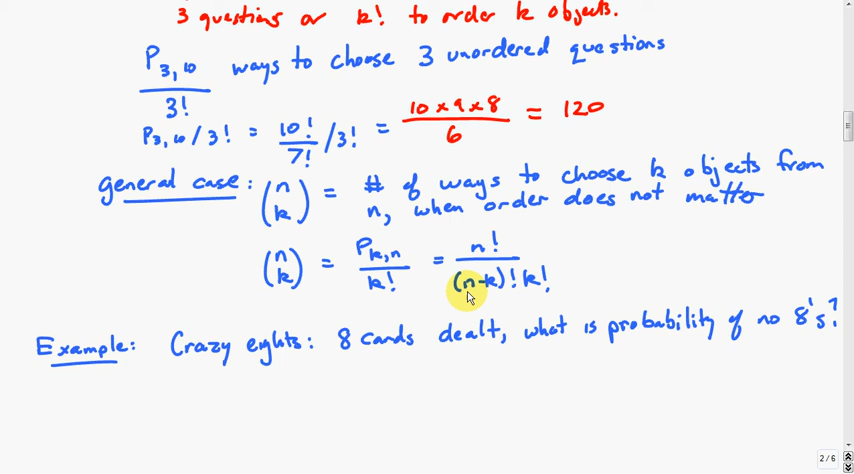 3 questions or k! to order k objects.
P3,10 / 3! ways to choose 3 unordered questions
P3,10 / 3! = 10! / 7! / 3! = 10 x 9 x 8 / 6 = 120
general case: (n k) = # of ways to choose k objects from
n, when order does not matter
(n k) = Pk,n / k! = n! / (n-k)! k!
Example: Crazy eights: 8 cards dealt, what is probability of no 8's?
2 / 6